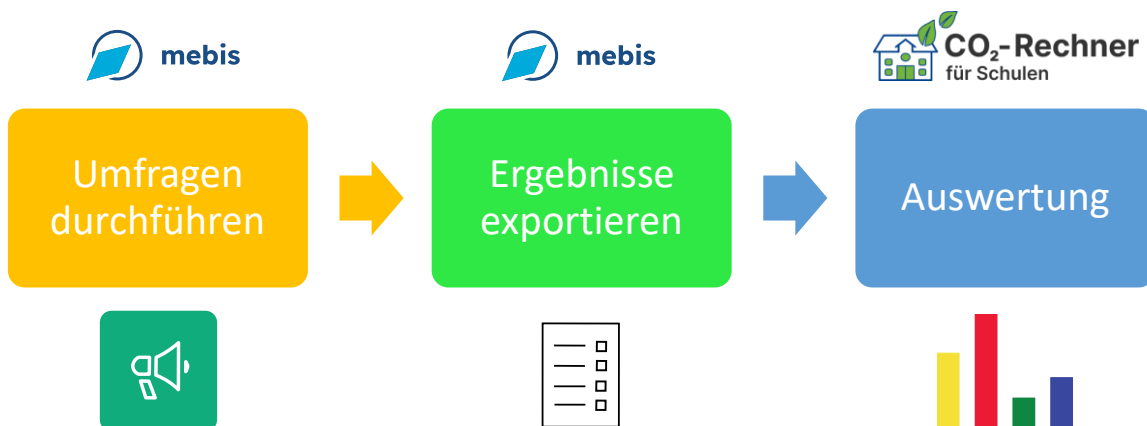 mebis
mebis
CO₂-Rechner
für Schulen
Umfragen
durchführen
Ergebnisse
exportieren
Auswertung